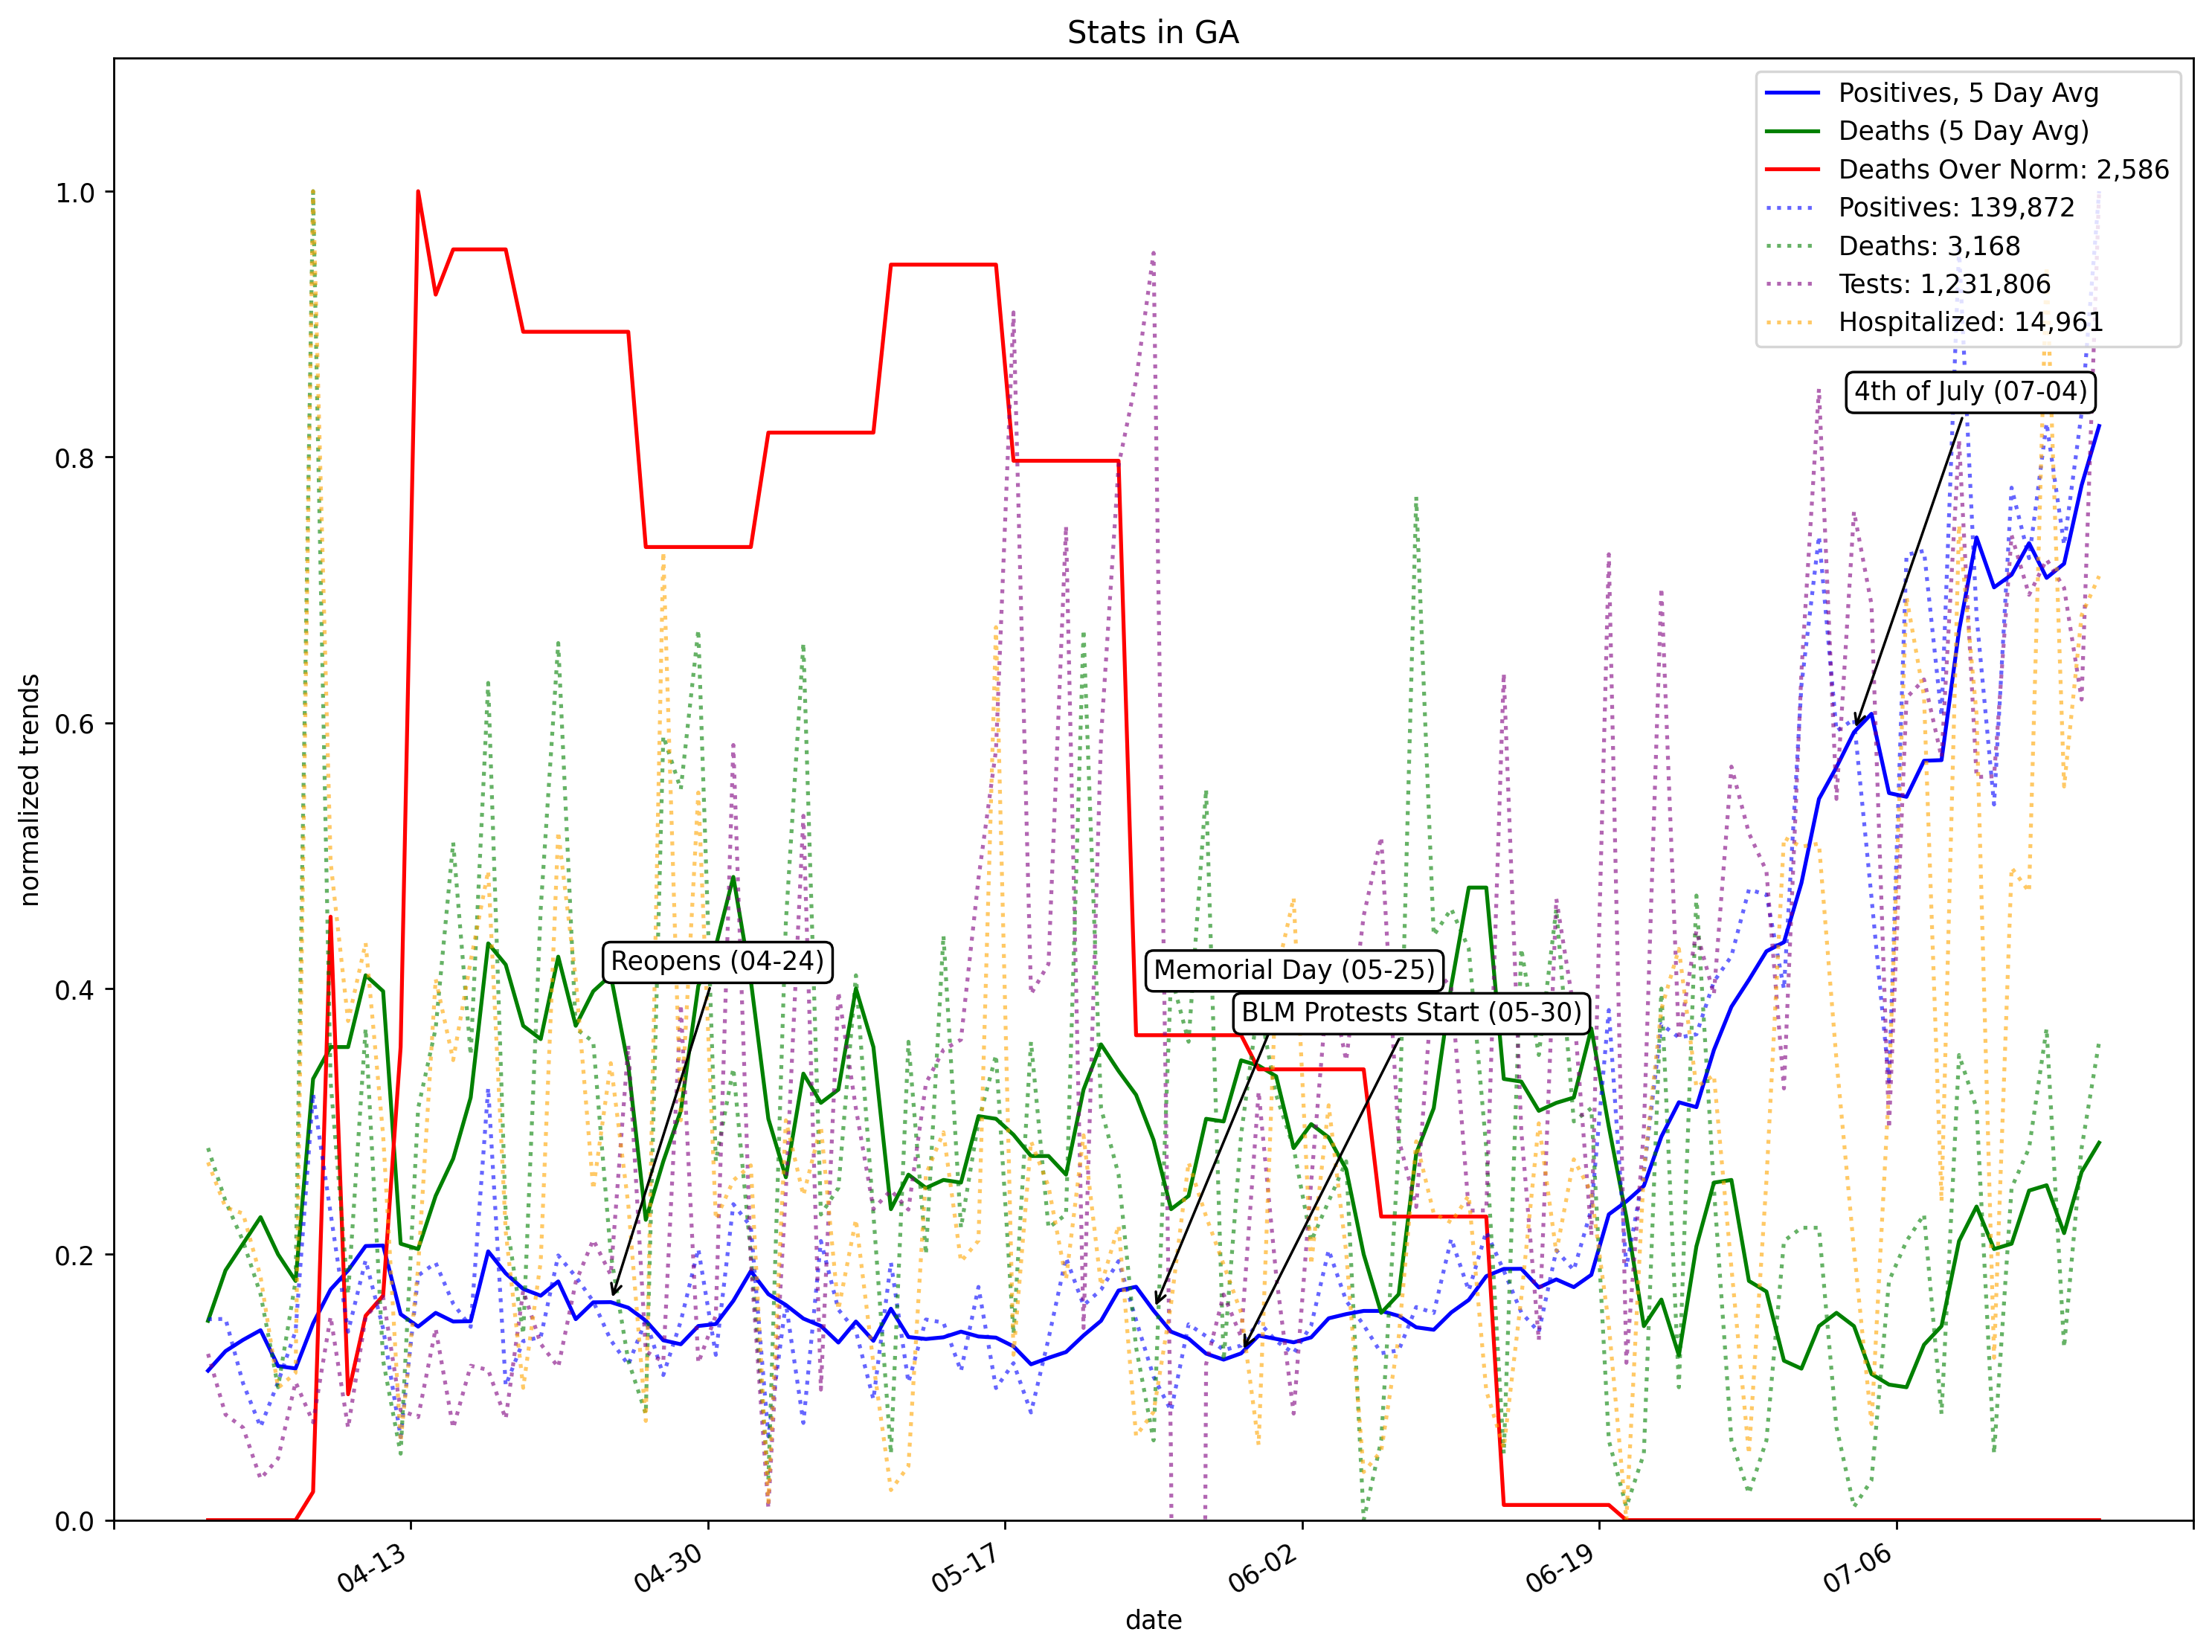 Stats in GA
Positives, 5 Day Avg
Deaths (5 Day Avg)
Deaths Over Norm: 2,586
Positives: 139,872
Deaths: 3,168
Tests: 1,231,806
Hospitalized: 14,961
4th of July (07-04)
Reopens (04-24)
Memorial Day (05-25)
BLM Protests Start (05-30)
normalized trends
1.0
0.8
0.6
0.4
0.2
0.0
04-13
04-30
05-17
06-02
06-19
07-06
date